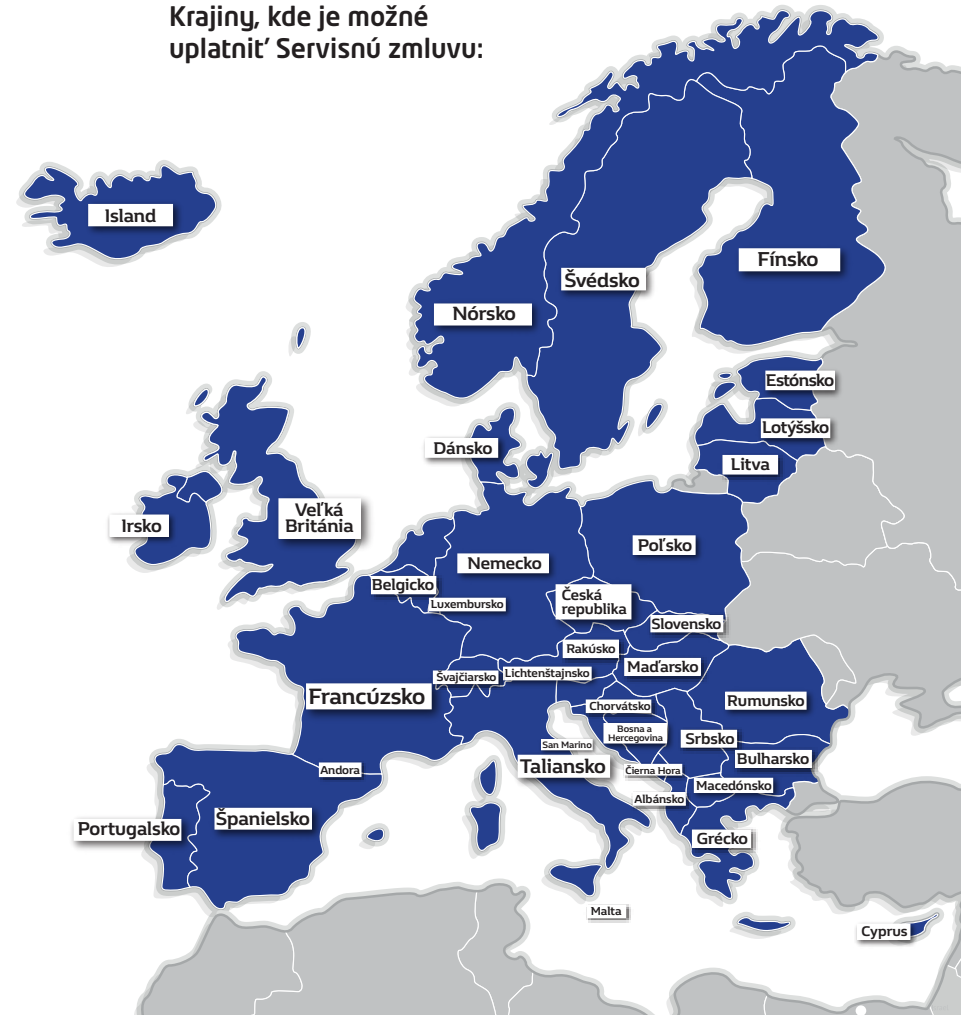 Krajiny, kde je možné
uplatniť Servisnú zmluvu:
Island
Fínsko
Švédsko
Nórsko
Estónsko
Lotýšsko
Dánsko
Litva
Veľká
Británia
Irsko
Poľsko
Nemecko
Belgicko
Česká
republika
Luxembursko
Slovensko
Rakúsko
Maďarsko
Švajčiarsko
Lichtenštajnsko
Francúzsko
Rumunsko
Chorvátsko
Bosna a
Hercegovina
Srbsko
San Marino
Bulharsko
Taliansko
Andora
Čierna Hora
Macedónsko
Albánsko
Španielsko
Portugalsko
Grécko
Malta
Cyprus